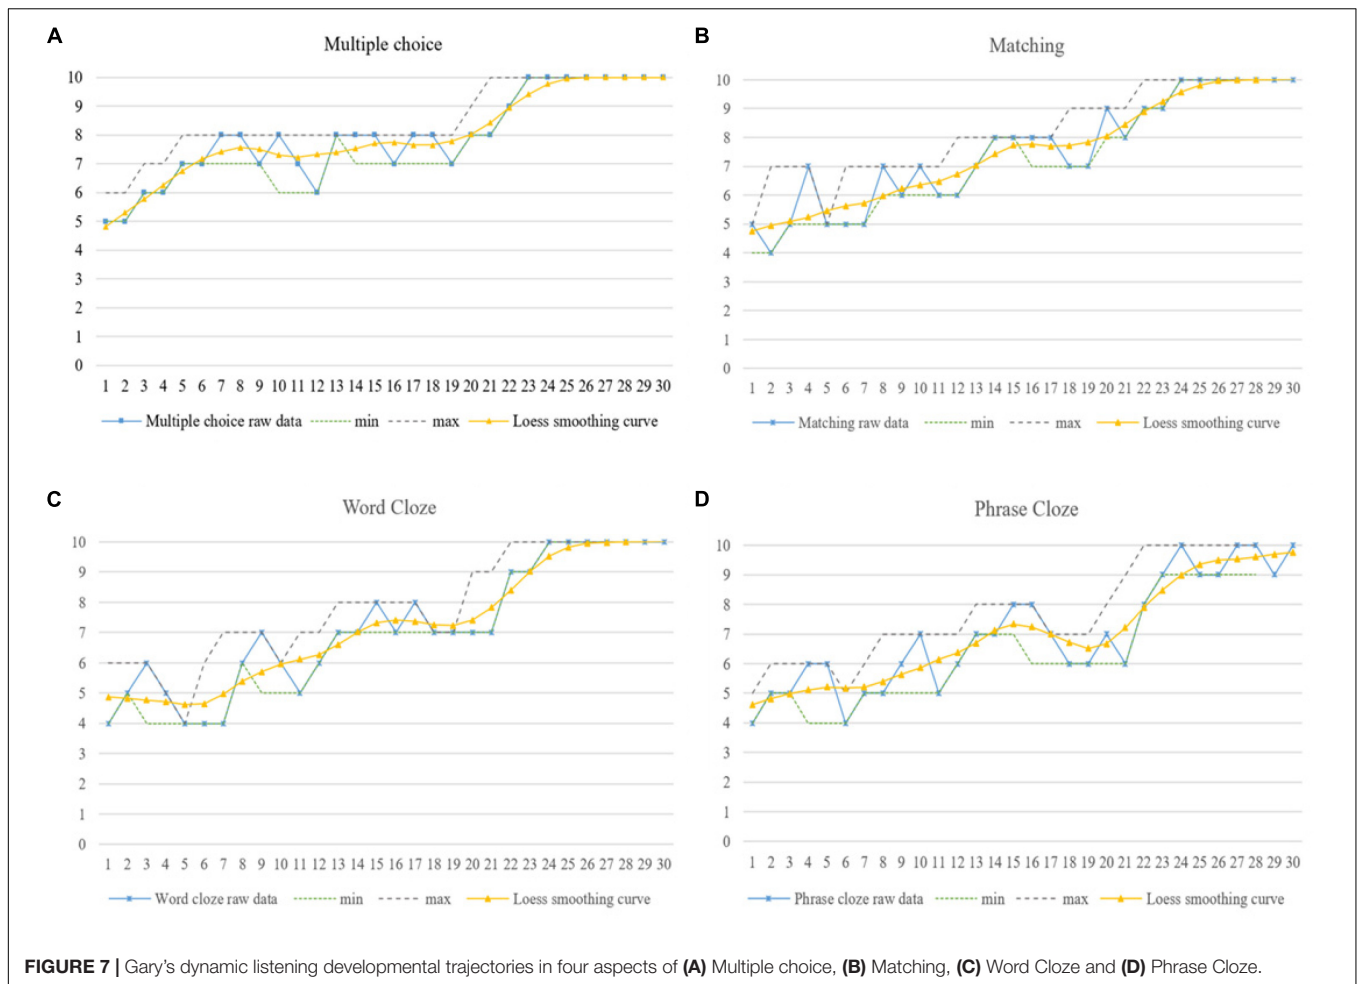 A
Multiple choice
10
9
8
7
6
5
4
3
2
1
0
1 2 3 4 5 6 7 8 9 10 11 12 13 14 15 16 17 18 19 20 21 22 23 24 25 26 27 28 29 30
Multiple choice raw data min max Loess smoothing curve
B
Matching
10
9
8
7
6
5
4
3
2
1
0
1 2 3 4 5 6 7 8 9 10 11 12 13 14 15 16 17 18 19 20 21 22 23 24 25 26 27 28 29 30
Matching raw data min max Loess smoothing curve
C
Word Cloze
10
9
8
7
6
5
4
3
2
1
0
1 2 3 4 5 6 7 8 9 10 11 12 13 14 15 16 17 18 19 20 21 22 23 24 25 26 27 28 29 30
Word cloze raw data min max Loess smoothing curve
D
Phrase Cloze
10
9
8
7
6
5
4
3
2
1
0
1 2 3 4 5 6 7 8 9 10 11 12 13 14 15 16 17 18 19 20 21 22 23 24 25 26 27 28 29 30
Phrase cloze raw data min max Loess smoothing curve
FIGURE 7 | Gary's dynamic listening developmental trajectories in four aspects of (A) Multiple choice, (B) Matching, (C) Word Cloze and (D) Phrase Cloze.